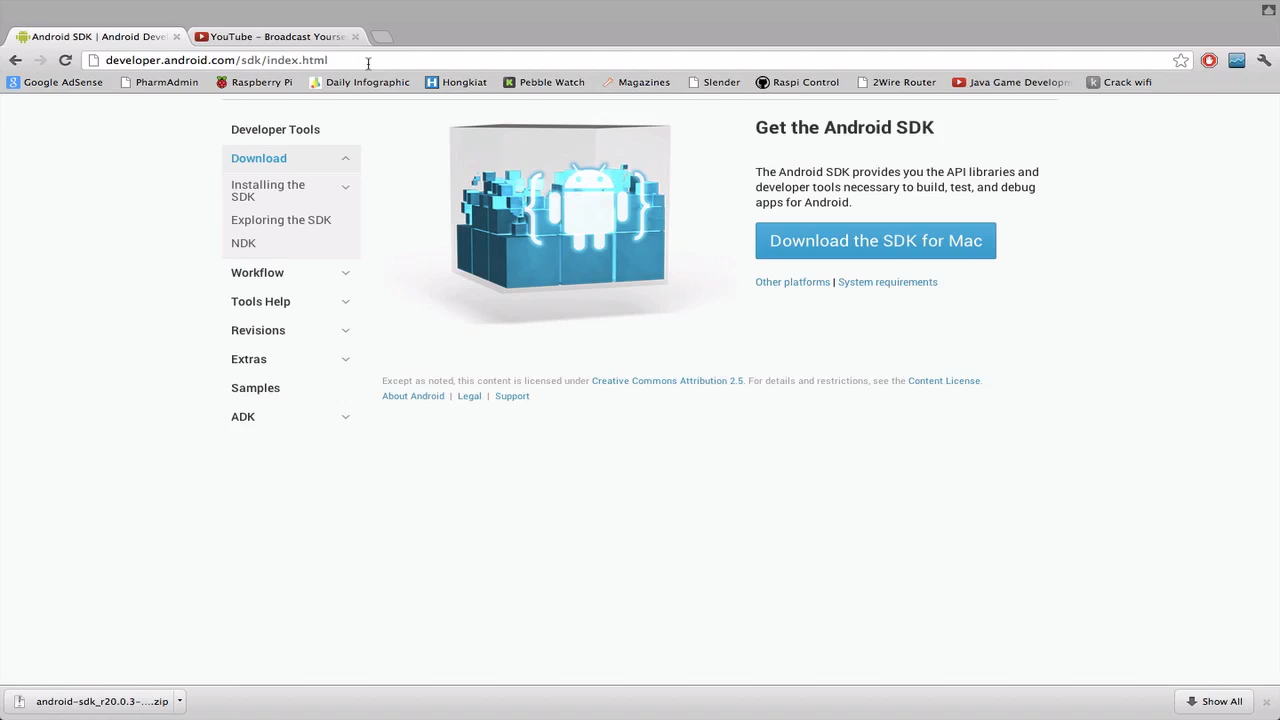 Android SDK | Android Deve
YouTube - Broadcast Yourse
developer.android.com/sdk/index.html
Google AdSense
PharmAdmin
Raspberry Pi
Daily Infographic
Hongkiat
Pebble Watch
Magazines
Slender
Raspi Control
2Wire Router
Java Game Developm
Crack wifi
Developer Tools
Download
Installing the
SDK
Exploring the SDK
NDK
Workflow
Tools Help
Revisions
Extras
Samples
ADK
Get the Android SDK
The Android SDK provides you the API libraries and
developer tools necessary to build, test, and debug
apps for Android.
Download the SDK for Mac
Other platforms | System requirements
Except as noted, this content is licensed under Creative Commons Attribution 2.5. For details and restrictions, see the Content License.
About Android | Legal | Support
android-sdk_r20.0.3-....zip
Show All